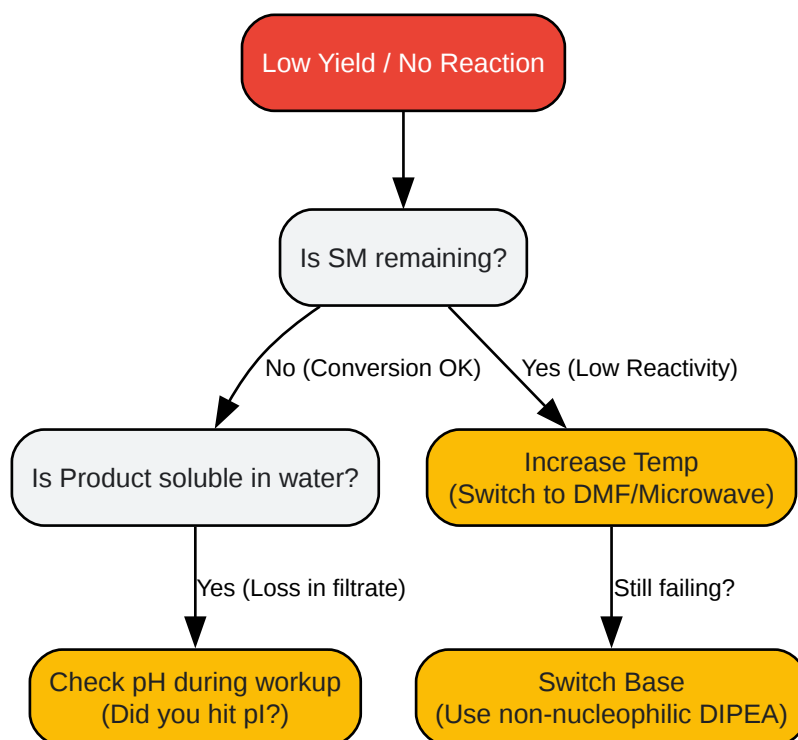 Low Yield / No Reaction
Is SM remaining?
No (Conversion OK)
Yes (Low Reactivity)
Is Product soluble in water?
Increase Temp
(Switch to DMF/Microwave)
Yes (Loss in filtrate)
Still failing?
Check pH during workup
(Did you hit pI?)
Switch Base
(Use non-nucleophilic DIPEA)